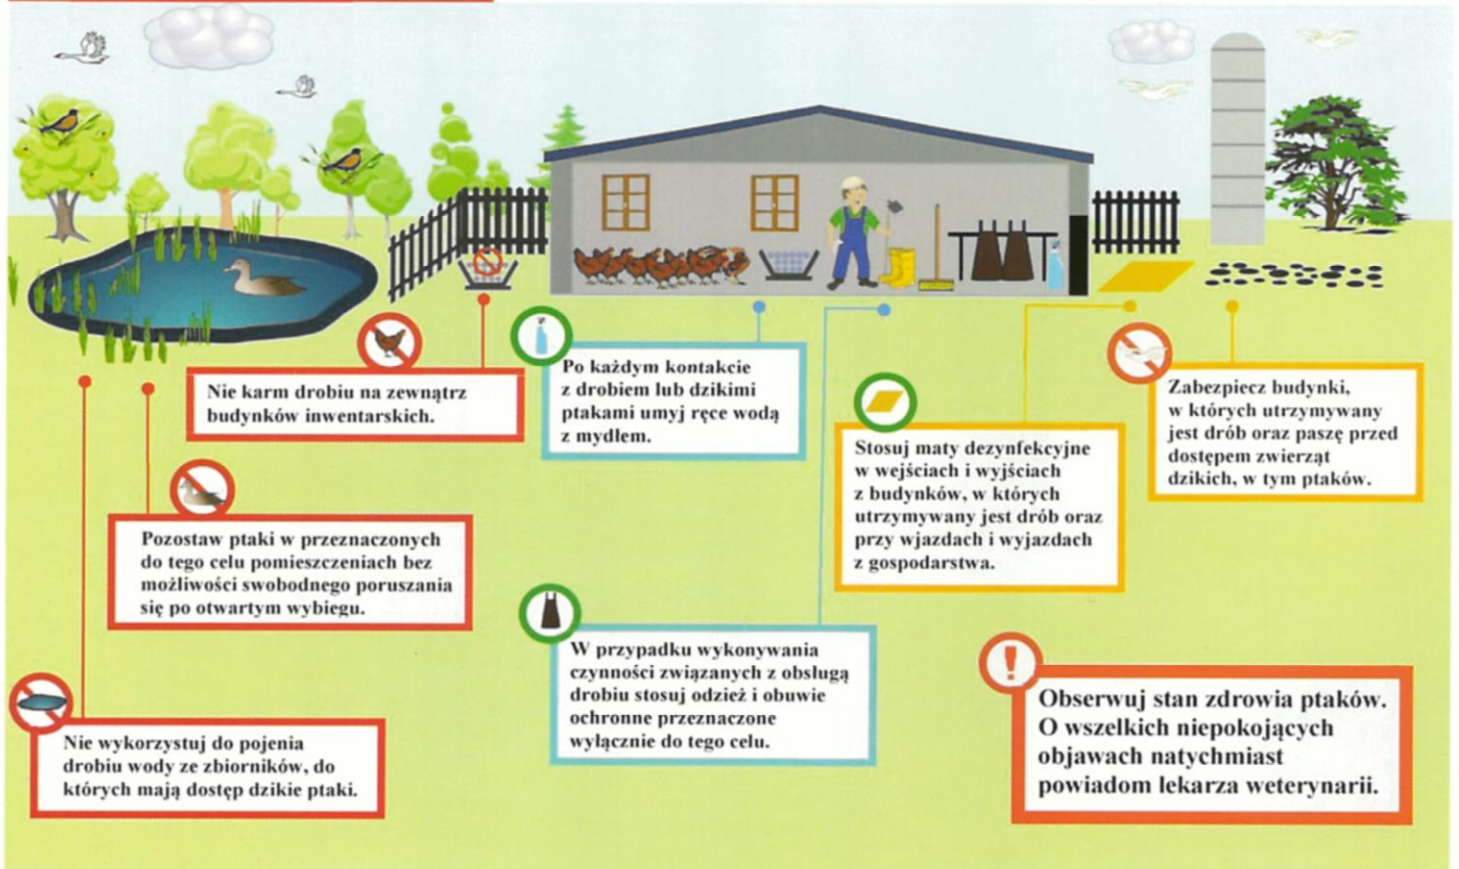 Nie karm drobiu na zewnątrz
budynków inwentarskich.
Po każdym kontakcie
z drobiem lub dzikimi
ptakami umyj ręce wodą
z mydłem.
Stosuj maty dezynfekcyjne
w wejściach i wyjściach
z budynków, w których
utrzymywany jest drób oraz
przy wjazdach i wyjazdach
z gospodarstwa.
Zabezpiecz budynki,
w których utrzymywany
jest drób oraz paszę przed
dostępem zwierząt
dzikich, w tym ptaków.
Pozostaw ptaki w przeznaczonych
do tego celu pomieszczeniach bez
możliwości swobodnego poruszania
się po otwartym wybiegu.
W przypadku wykonywania
czynności związanych z obsługą
drobiu stosuj odzież i obuwie
ochronne przeznaczone
wyłącznie do tego celu.
Nie wykorzystuj do pojenia
drobiu wody ze zbiorników, do
których mają dostęp dzikie ptaki.
!
Obserwuj stan zdrowia ptaków.
O wszelkich niepokojących
objawach natychmiast
powiadom lekarza weterynarii.